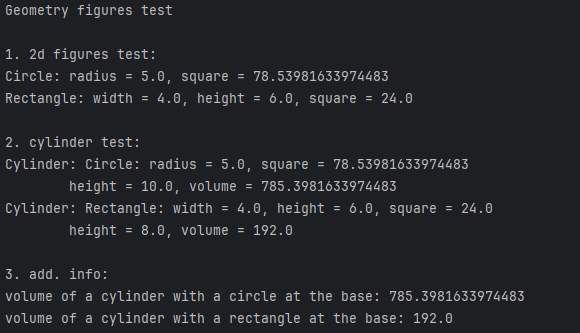 Geometry figures test
1. 2d figures test:
Circle: radius = 5.0, square = 78.53981633974483
Rectangle: width = 4.0, height = 6.0, square = 24.0
2. cylinder test:
Cylinder: Circle: radius = 5.0, square = 78.53981633974483
height = 10.0, volume = 785.3981633974483
Cylinder: Rectangle: width = 4.0, height = 6.0, square = 24.0
height = 8.0, volume = 192.0
3. add. info:
volume of a cylinder with a circle at the base: 785.3981633974483
volume of a cylinder with a rectangle at the base: 192.0